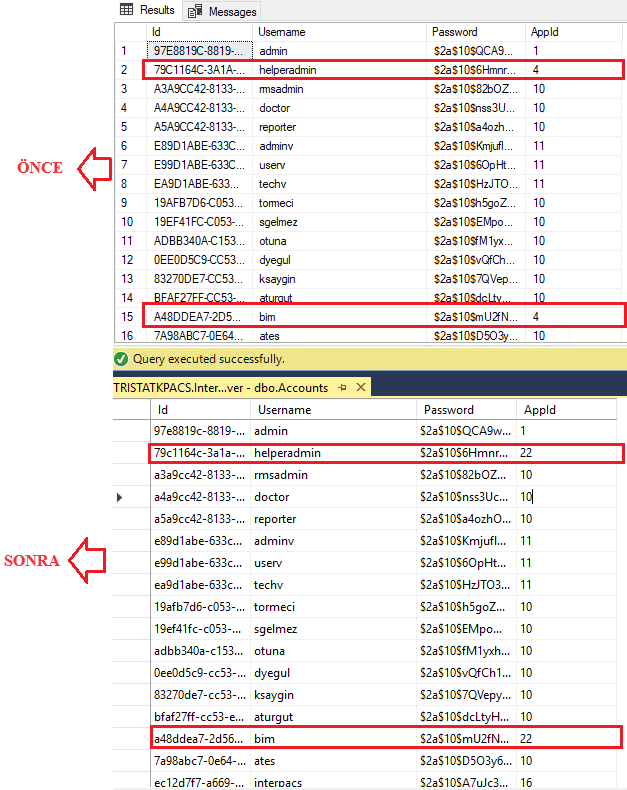 Results Messages
Id Username Password AppId
1 97E8819C-8819-... admin $2a$10$QCA9... 1
2 79C1164C-3A1A-... helperadmin $2a$10$6Hmnr... 4
3 A3A9CC42-8133-... rmsadmin $2a$10$82bOZ... 10
4 A4A9CC42-8133-... doctor $2a$10$nss3U... 10
5 A5A9CC42-8133-... reporter $2a$10$a4ozh... 10
6 E89D1ABE-633C... adminv $2a$10$Kmjufl... 11
ÖNCE
7 E99D1ABE-633C... userv $2a$10$6OpHt... 11
8 EA9D1ABE-633... techv $2a$10$HzJTO... 11
9 19AFB7D6-C053... tormeci $2a$10$h5goZ... 10
10 19EF41FC-C053... sgelmez $2a$10$EMpo... 10
11 ADBB340A-C153... otuna $2a$10$fM1yx... 10
12 0EE0D5C9-CC53... dyegul $2a$10$vQfCh... 10
13 83270DE7-CC53... ksaygin $2a$10$7QVep... 10
14 BFAF27FF-CC53... aturgut $2a$10$dcLty... 10
15 A48DDEA7-2D5... bim $2a$10$mU2fN... 4
16 7A98ABC7-0E64... ates $2a$10$D5O3y... 10
Query executed successfully.
TRISTATKPACS.Inter...ver - dbo.Accounts
Id Username Password AppId
97e8819c-8819-... admin $2a$10$QCA9w... 1
79c1164c-3a1a-... helperadmin $2a$10$6Hmnr... 22
a3a9cc42-8133-... rmsadmin $2a$10$82bOZ... 10
a4a9cc42-8133-... doctor $2a$10$nss3Uc... 10
a5a9cc42-8133-... reporter $2a$10$a4ozhO... 10
e89d1abe-633c... adminv $2a$10$Kmjufl... 11
SONRA
e99d1abe-633c... userv $2a$10$6OpHt... 11
ea9d1abe-633c... techv $2a$10$HzJTO3... 11
19afb7d6-c053-... tormeci $2a$10$h5goZ... 10
19ef41fc-c053-... sgelmez $2a$10$EMpo... 10
adbb340a-c153... otuna $2a$10$fM1yxh... 10
0ee0d5c9-cc53-... dyegul $2a$10$vQfCh1... 10
83270de7-cc53-... ksaygin $2a$10$7QVepy... 10
bfaf27ff-cc53-e... aturgut $2a$10$dcLtyH... 10
a48ddea7-2d56... bim $2a$10$mU2fN... 22
7a98abc7-0e64-... ates $2a$10$D5O3y6... 10
ec12d7f7-a669-... interpacs $2a$10$A7uJc3... 16